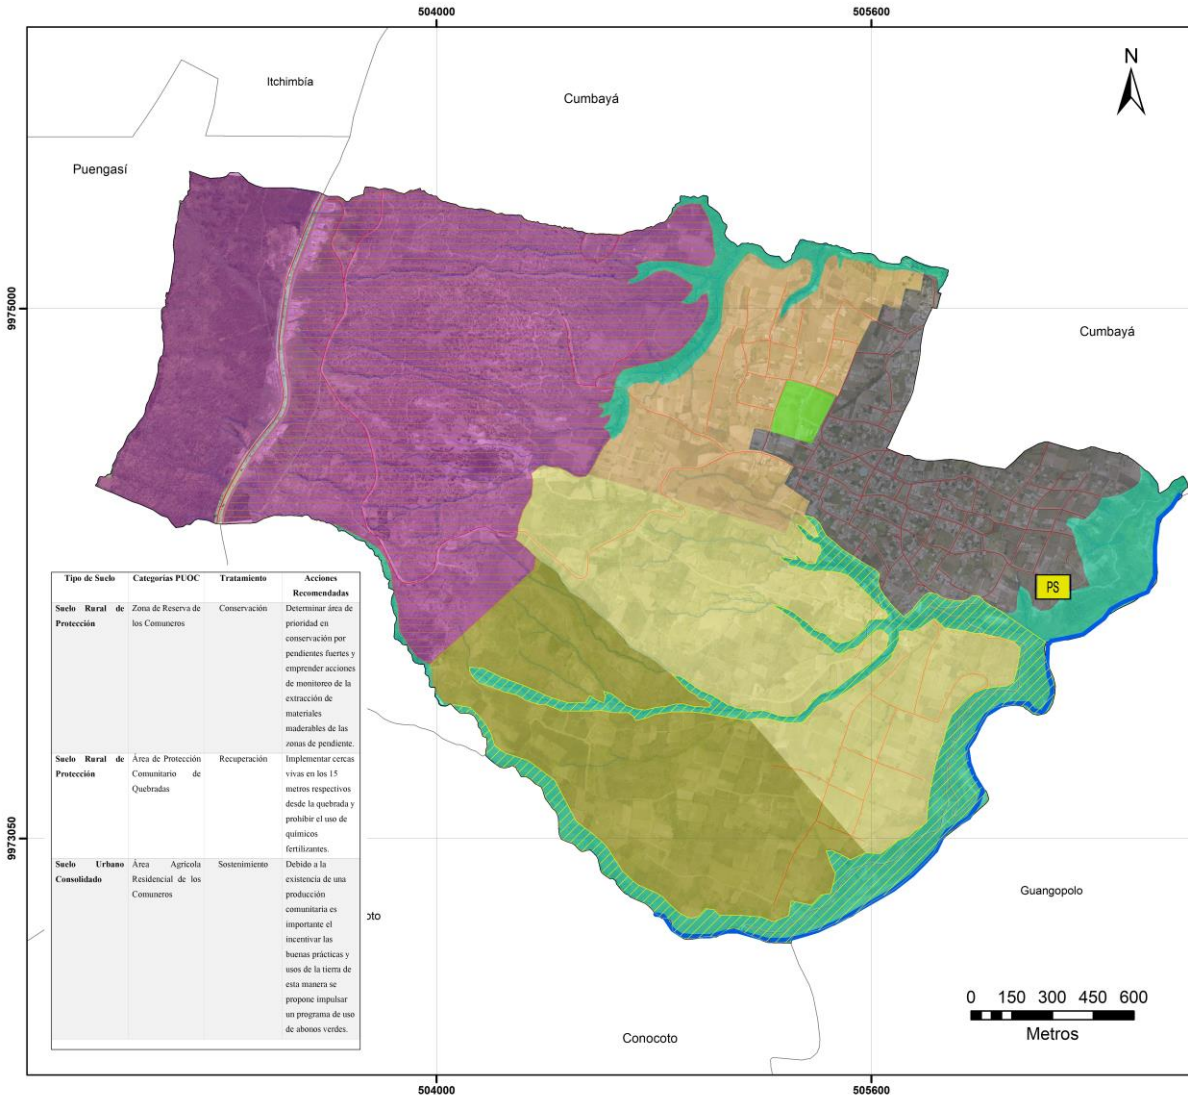 504000
505600
N
Itchimbía
Cumbayá
Puengasí
9975000
Cumbayá
Tipo de Suelo
Categorias PUOC
Tratamiento
Acciones
Recomendadas
Suelo Rural de
Protección
Zona de Reserva de
los Comuneros
Conservación
Determinar área de
prioridad en
conservación por
pendientes fuertes y
emprender acciones
de monitoreo de la
extracción de
materiales
maderables de las
zonas de pendiente.
Suelo Rural de
Protección
Área de Protección
Comunitario de
Quebradas
Recuperación
Implementar cercas
vivas en los 15
metros respectivos
desde la quebrada y
prohibir el uso de
químicos
fertilizantes.
Suelo Urbano
Consolidado
Área Agrícola
Residencial de los
Comuneros
Sostenimiento
Debido a la
existencia de una
producción
comunitaria es
importante el
incentivar las
buenas prácticas y
usos de la tierra de
esta manera se
propone impulsar
un programa de uso
de abonos verdes.
PS
9973050
oto
Guangopolo
0 150 300 450 600
Metros
Conocoto
504000
505600